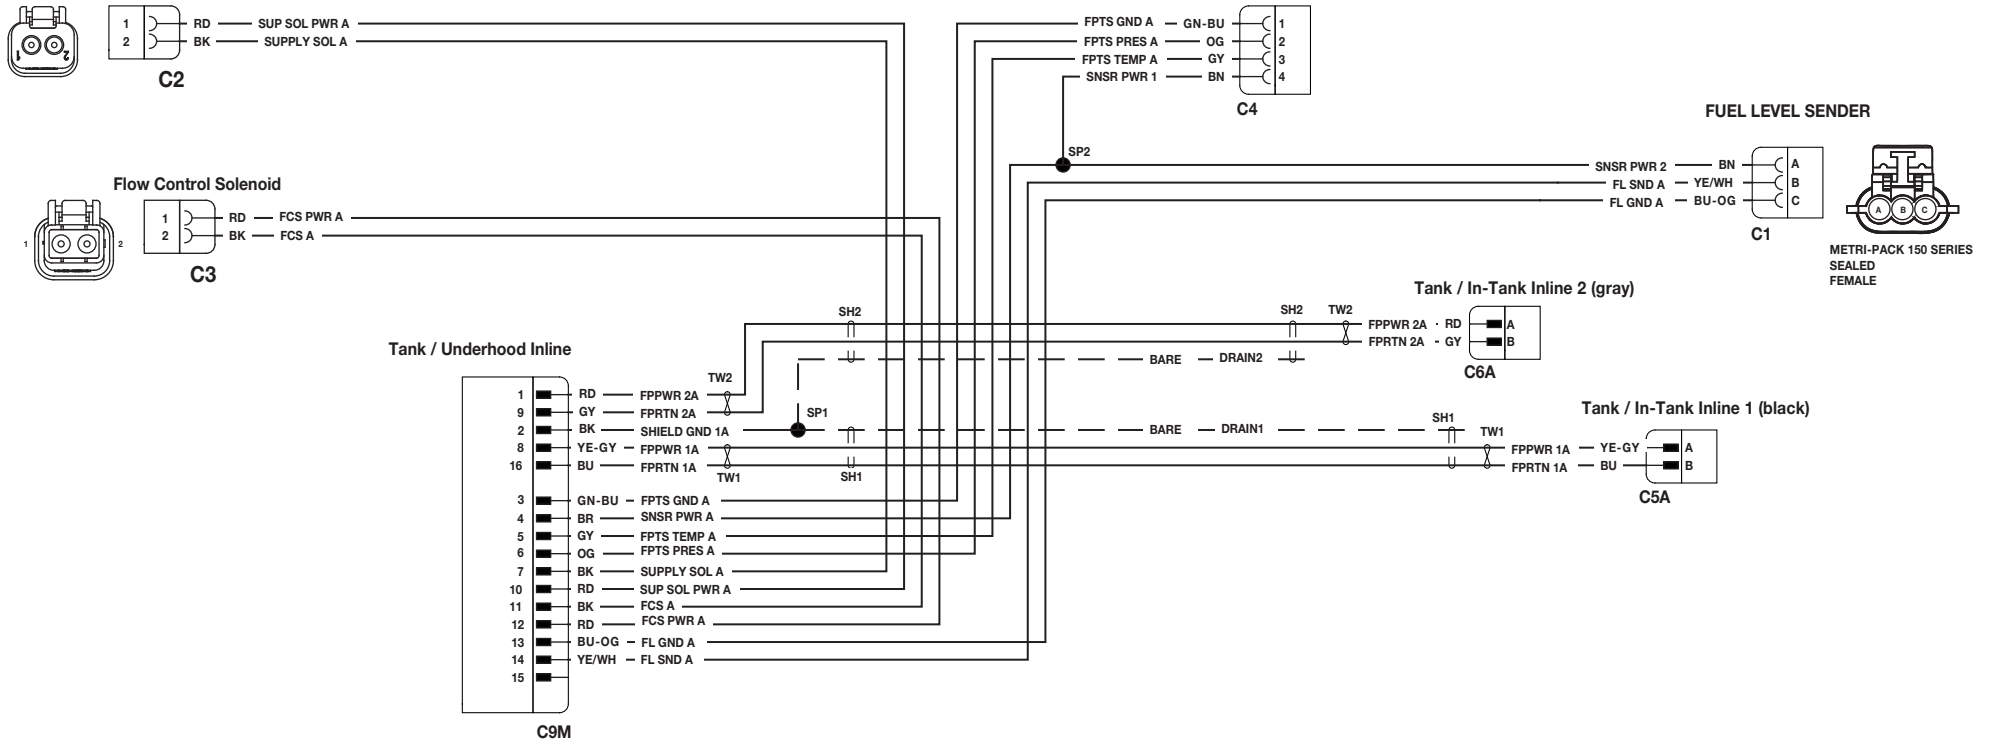 1 RD SUP SOL PWR A
2 BK SUPPLY SOL A
1 2
C2
FPTS GND A GN-BU 1
FPTS PRES A OG 2
FPTS TEMP A GY 3
SNSR PWR 1 BN 4
C4
FUEL LEVEL SENDER
SP2
SNSR PWR 2 BN A
FL SND A YE/WH B
FL GND A BU-OG C
C1
A B C
METRI-PACK 150 SERIES
SEALED
FEMALE
Flow Control Solenoid
1 RD FCS PWR A
2 BK FCS A
1 2
C3
Tank / In-Tank Inline 2 (gray)
SH2 SH2 TW2
FPPWR 2A RD A
FPRTN 2A GY B
BARE DRAIN2
C6A
Tank / Underhood Inline
TW2
1 RD FPPWR 2A
9 GY FPRTN 2A
SP1
2 BK SHIELD GND 1A
8 YE-GY FPPWR 1A
16 BU FPRTN 1A
TW1 SH1
BARE DRAIN1
Tank / In-Tank Inline 1 (black)
SH1 TW1
FPPWR 1A YE-GY A
FPRTN 1A BU B
C5A
3 GN-BU FPTS GND A
4 BR SNSR PWR A
5 GY FPTS TEMP A
6 OG FPTS PRES A
7 BK SUPPLY SOL A
10 RD SUP SOL PWR A
11 BK FCS A
12 RD FCS PWR A
13 BU-OG FL GND A
14 YE/WH FL SND A
15
C9M